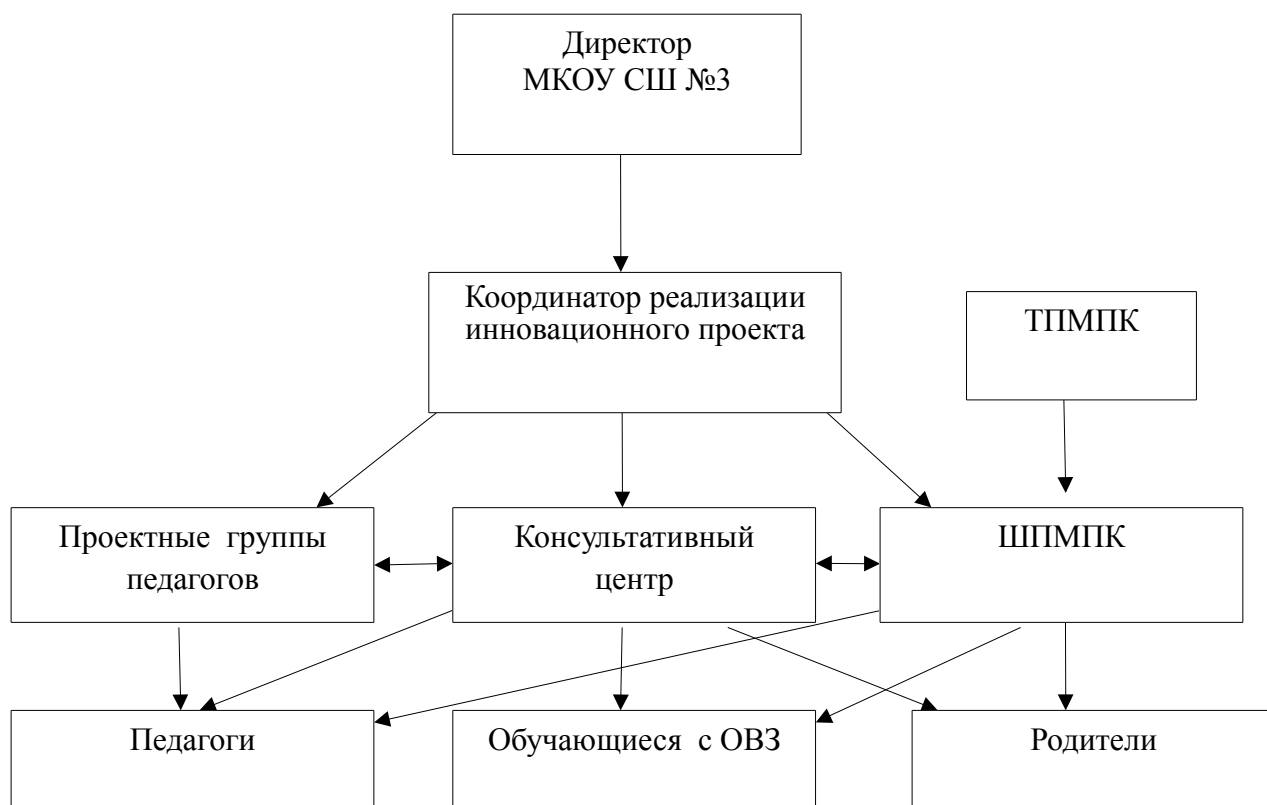 Директор
МКОУ СШ №3
Координатор реализации
инновационного проекта
ТПМПК
Проектные группы
педагогов
Консультативный
центр
ШПМПК
Педагоги
Обучающиеся с ОВЗ
Родители